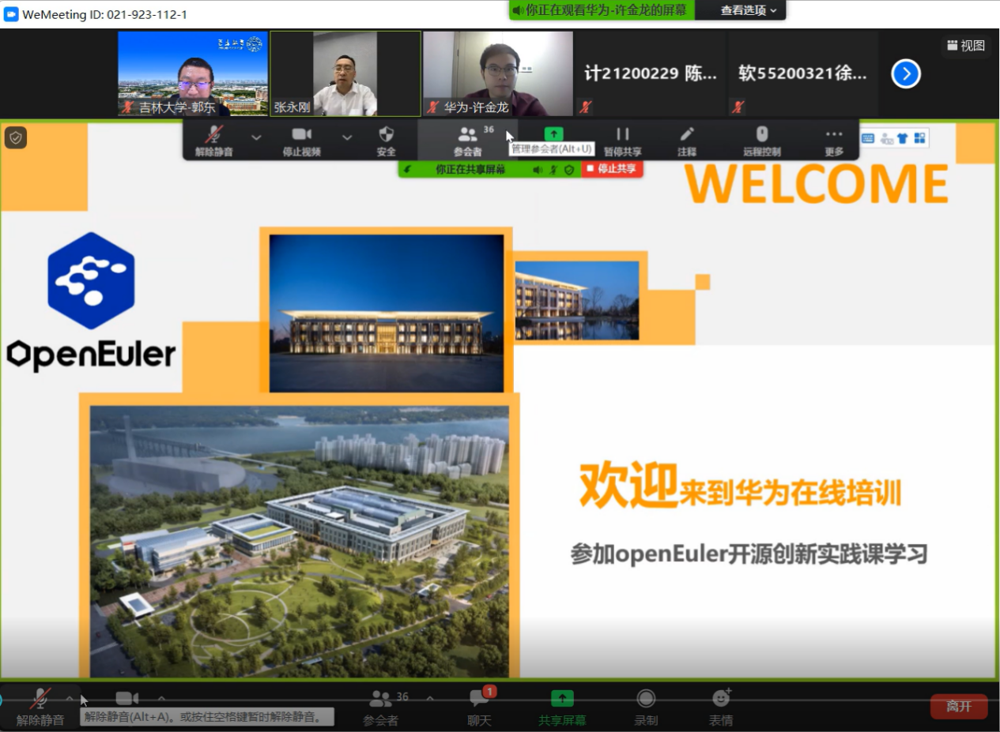 WeMeeting ID: 021-923-112-1
你正在观看华为-许金龙的屏幕
查看选项
视图
吉林大学-郭东
张永刚
华为-许金龙
计21200229 陈...
软55200321徐...
解除静音
停止视频
安全
参会者
36
管理参会者(Alt+U)
暂停共享
注释
远程控制
更多
你正在共享屏幕
停止共享
WELCOME
OpenEuler
欢迎来到华为在线培训
参加openEuler开源创新实践课学习
解除静音
解除静音(Alt+A)。或按住空格键暂时解除静音。
参会者
36
聊天
1
共享屏幕
录制
表情
离开